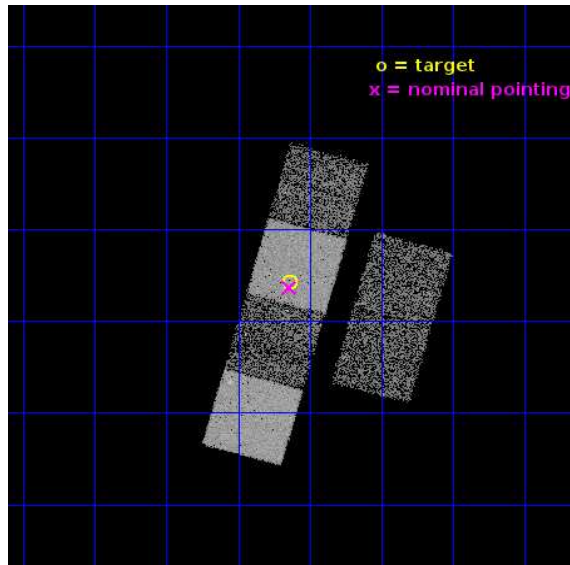 o = target
x = nominal pointing